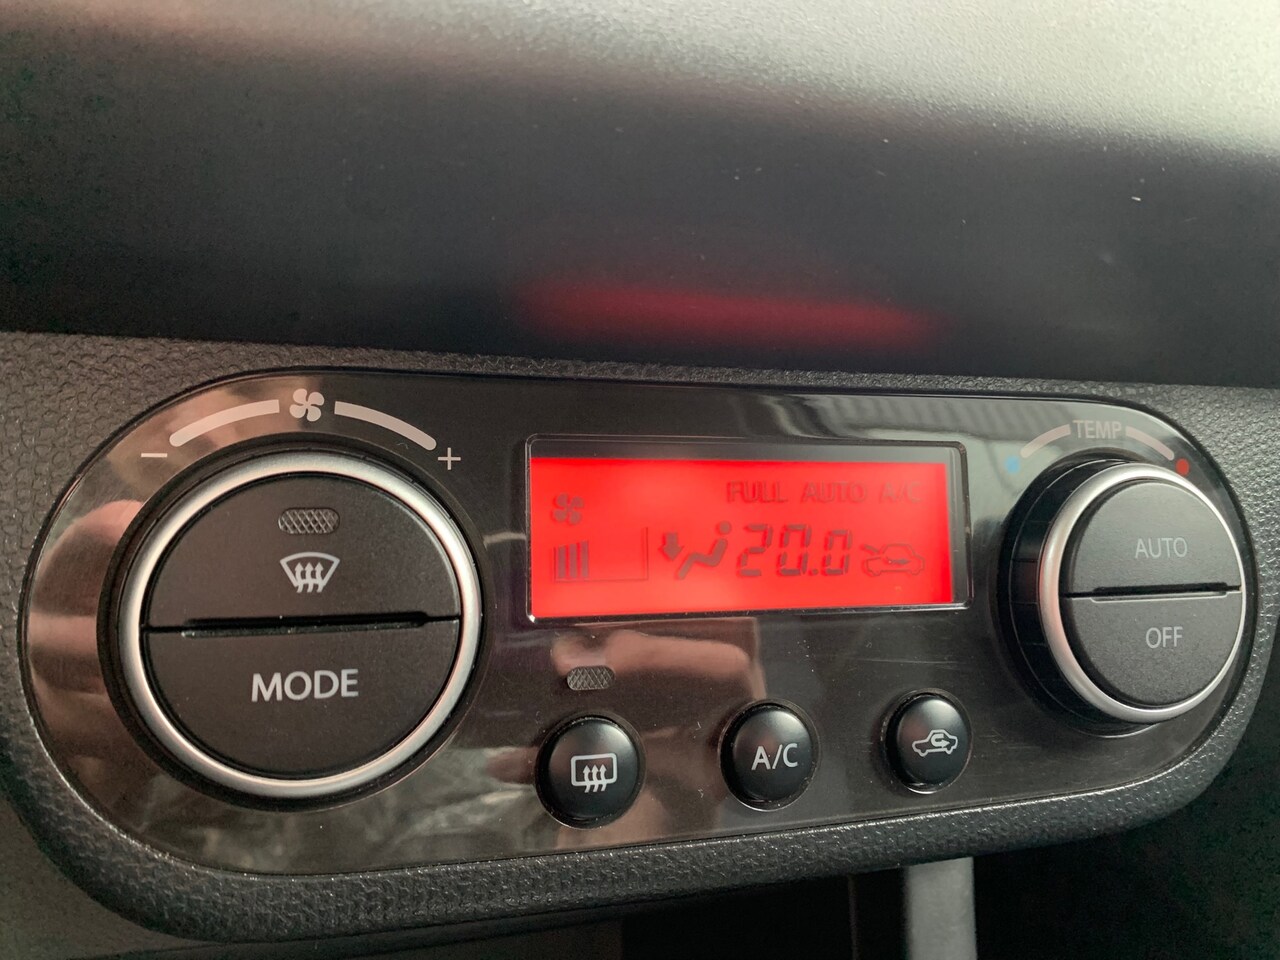 − +
TEMP
FULL AUTO A/C
20.0
AUTO
OFF
MODE
A/C